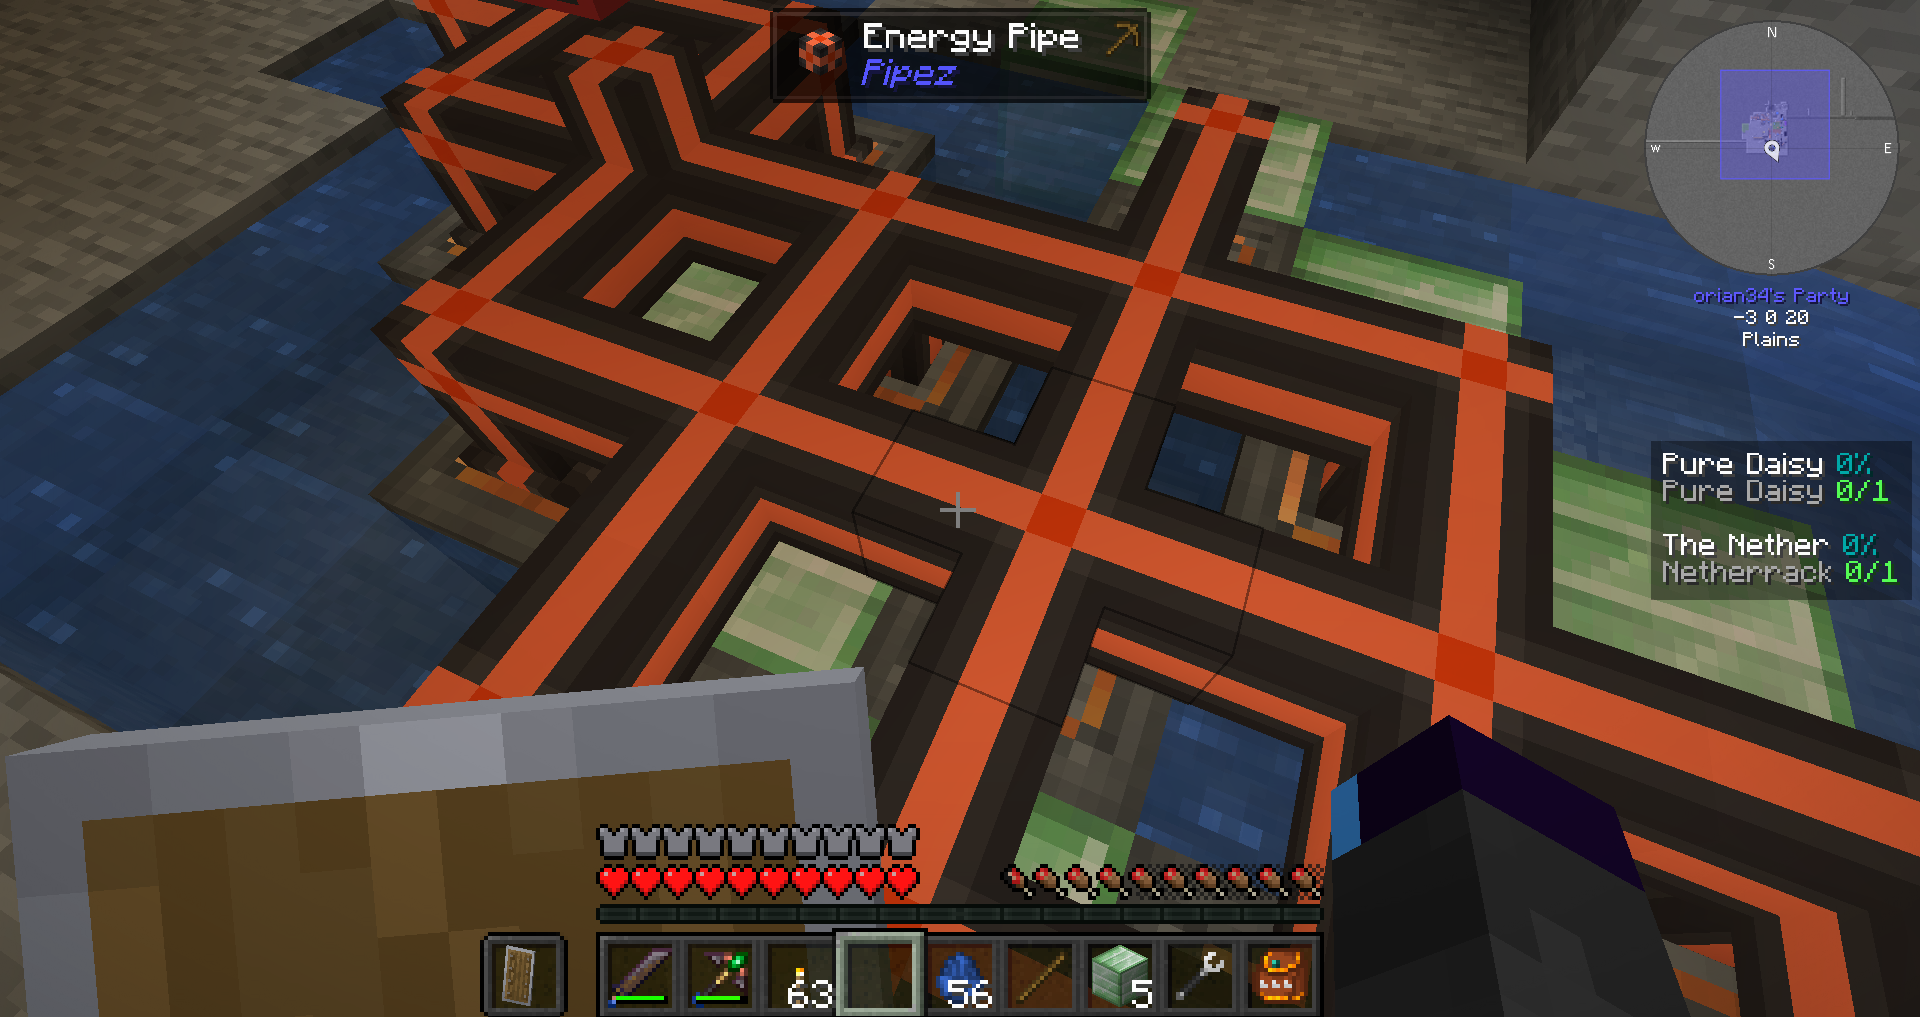 Energy Pipe
Pipez
N
W
E
S
orian34's Party
-3 0 20
Plains
Pure Daisy 0%
Pure Daisy 0/1
The Nether 0%
Netherrack 0/1
63
56
5